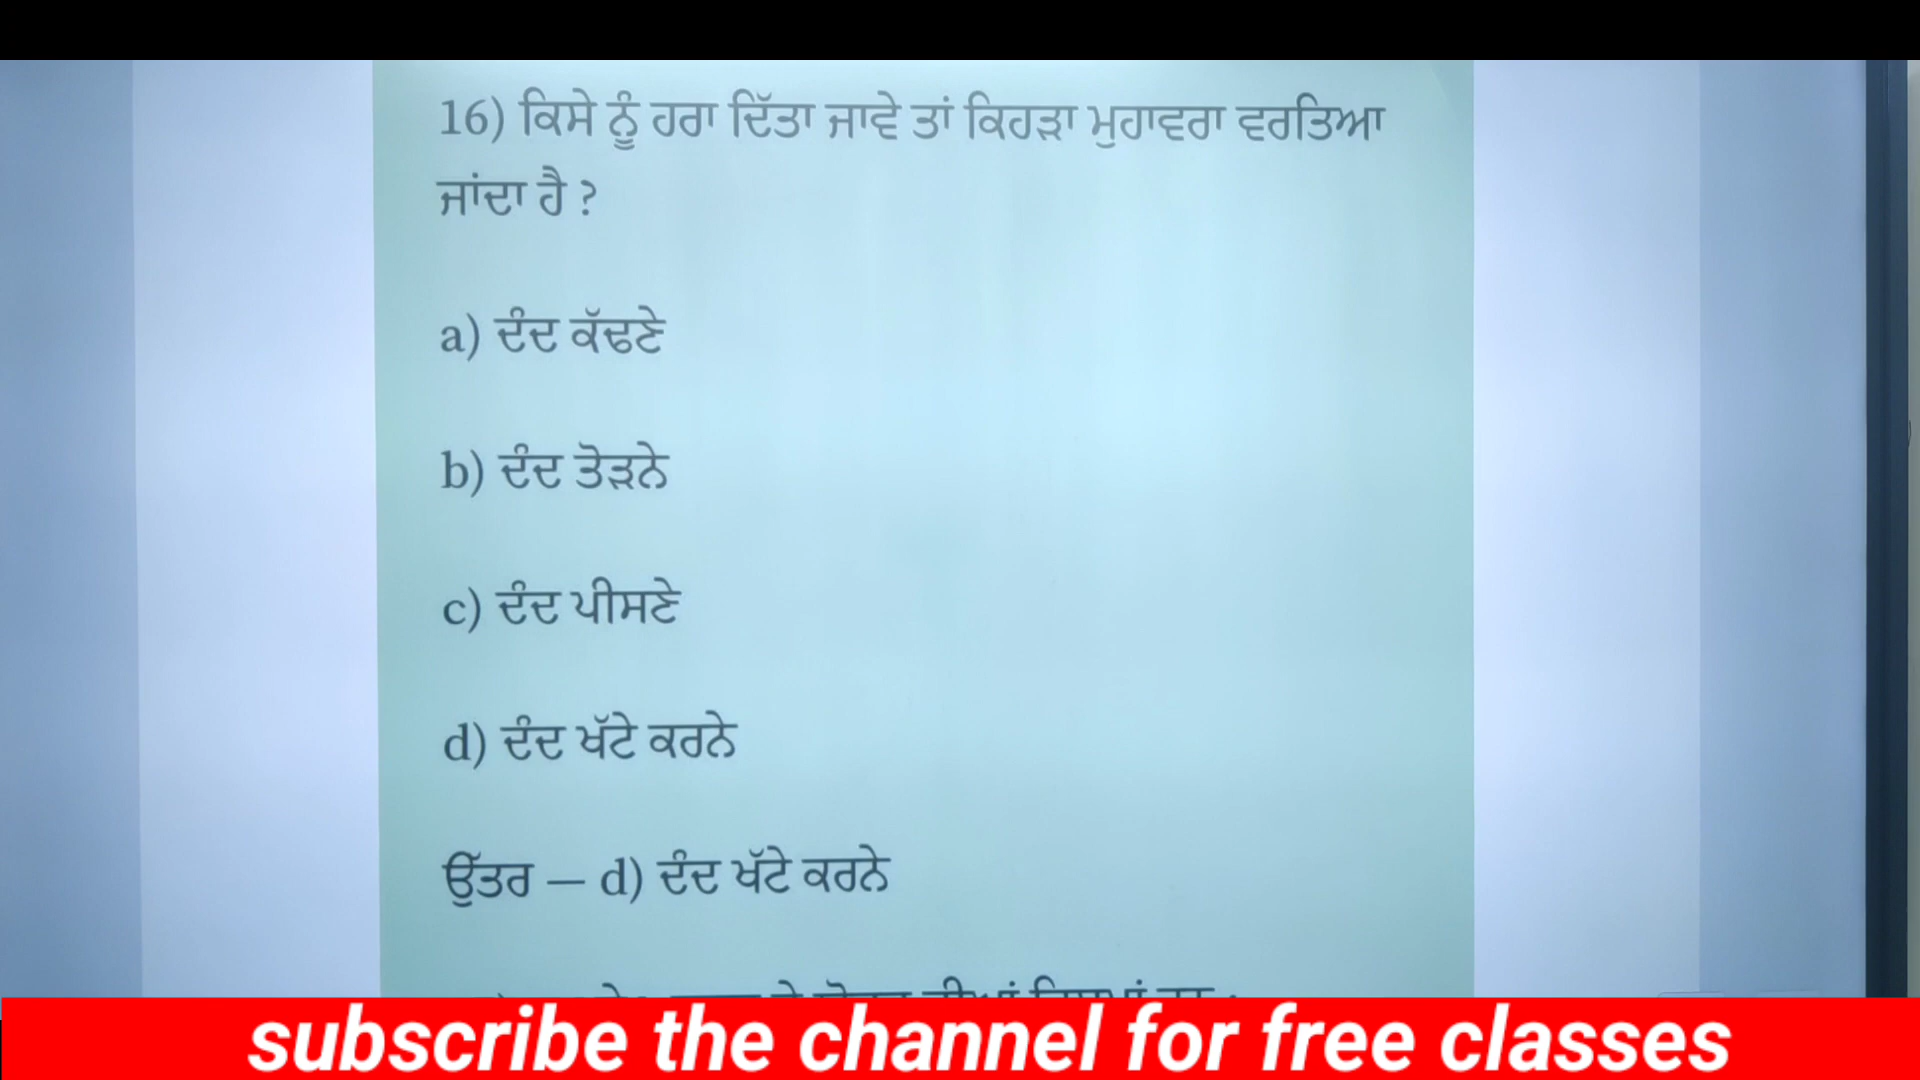 16) ਕਿਸੇ ਨੂੰ ਹਰਾ ਦਿੱਤਾ ਜਾਵੇ ਤਾਂ ਕਿਹੜਾ ਮੁਹਾਵਰਾ ਵਰਤਿਆ
ਜਾਂਦਾ ਹੈ ?
a) ਦੰਦ ਕੱਢਣੇ
b) ਦੰਦ ਤੋੜਨੇ
c) ਦੰਦ ਪੀਸਣੇ
d) ਦੰਦ ਖੱਟੇ ਕਰਨੇ
ਉੱਤਰ – d) ਦੰਦ ਖੱਟੇ ਕਰਨੇ
subscribe the channel for free classes